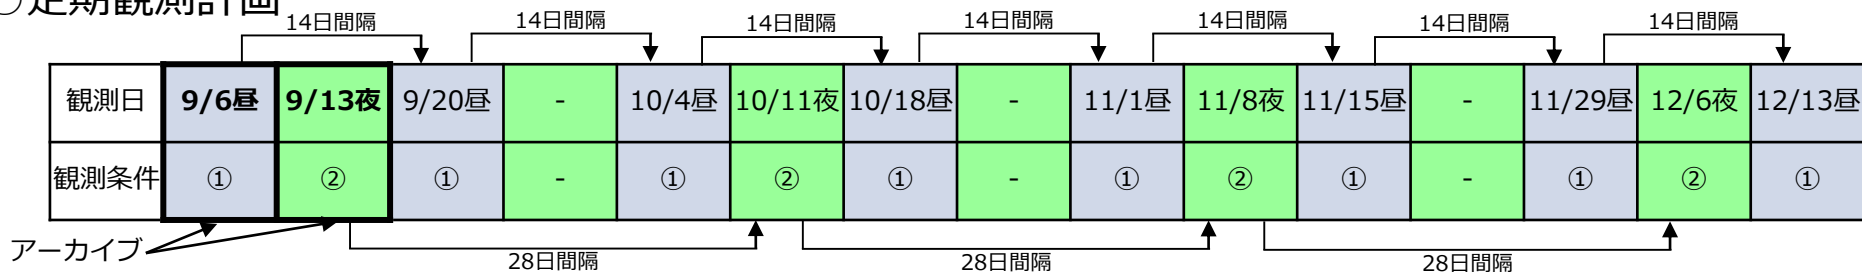 ○定期観測計画
14日間隔 14日間隔 14日間隔 14日間隔 14日間隔 14日間隔 14日間隔
観測日 9/6昼 9/13夜 9/20昼 - 10/4昼 10/11夜 10/18昼 - 11/1昼 11/8夜 11/15昼 - 11/29昼 12/6夜 12/13昼
観測条件 ① ② ① - ① ② ① - ① ② ① - ① ② ①
アーカイブ
28日間隔 28日間隔 28日間隔